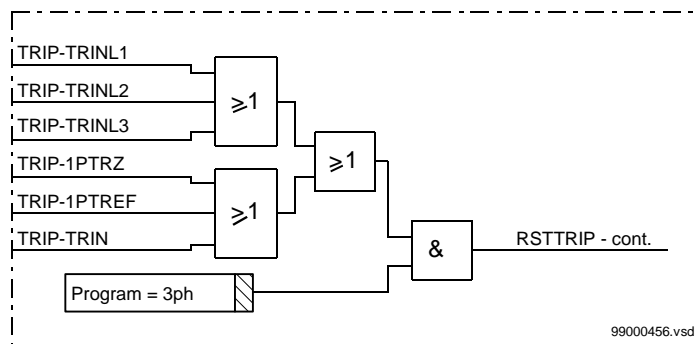 TRIP-TRINL1
TRIP-TRINL2
≥1
TRIP-TRINL3
≥1
TRIP-1PTRZ
TRIP-1PTREF
≥1
TRIP-TRIN
&
RSTTRIP - cont.
Program = 3ph
99000456.vsd